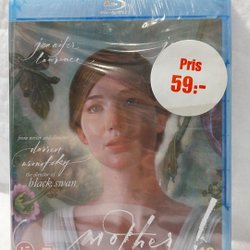 jennifer
lawrence
Pris
59:-
from writer and director
darren
aronofsky
the director of
black swan
mother!